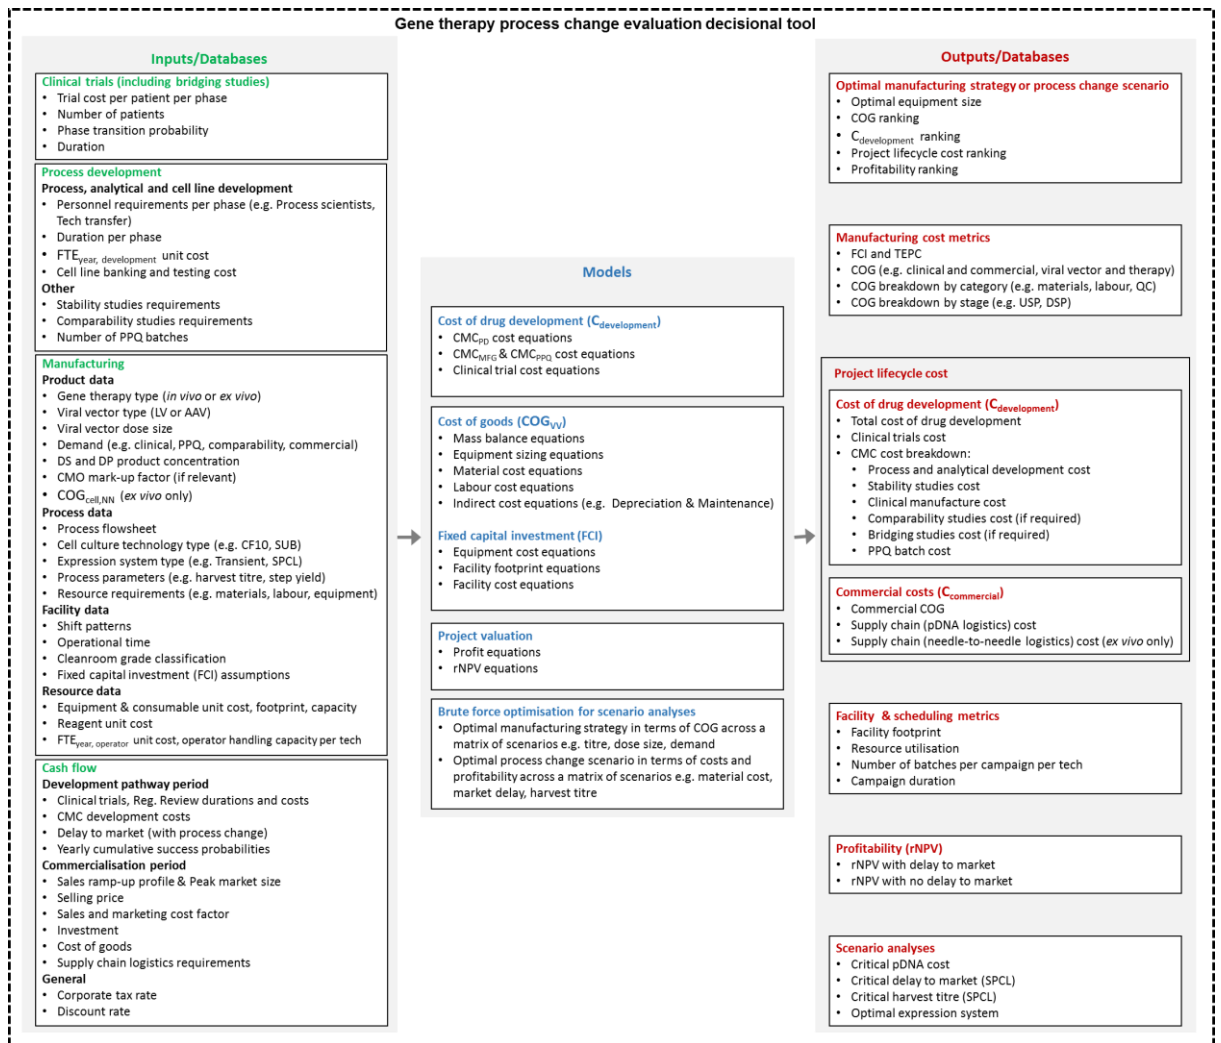 Gene therapy process change evaluation decisional tool
Inputs/Databases
Clinical trials (including bridging studies)
• Trial cost per patient per phase
• Number of patients
• Phase transition probability
• Duration
Process development
Process, analytical and cell line development
• Personnel requirements per phase (e.g. Process scientists,
Tech transfer)
• Duration per phase
• FTEyear, development unit cost
• Cell line banking and testing cost
Other
• Stability studies requirements
• Comparability studies requirements
• Number of PPQ batches
Manufacturing
Product data
• Gene therapy type (in vivo or ex vivo)
• Viral vector type (LV or AAV)
• Viral vector dose size
• Demand (e.g. clinical, PPQ, comparability, commercial)
• DS and DP product concentration
• CMO mark-up factor (if relevant)
• COGcell,NN (ex vivo only)
Process data
• Process flowsheet
• Cell culture technology type (e.g. CF10, SUB)
• Expression system type (e.g. Transient, SPCL)
• Process parameters (e.g. harvest titre, step yield)
• Resource requirements (e.g. materials, labour, equipment)
Facility data
• Shift patterns
• Operational time
• Cleanroom grade classification
• Fixed capital investment (FCI) assumptions
Resource data
• Equipment & consumable unit cost, footprint, capacity
• Reagent unit cost
• FTEyear, operator unit cost, operator handling capacity per tech
Cash flow
Development pathway period
• Clinical trials, Reg. Review durations and costs
• CMC development costs
• Delay to market (with process change)
• Yearly cumulative success probabilities
Commercialisation period
• Sales ramp-up profile & Peak market size
• Selling price
• Sales and marketing cost factor
• Investment
• Cost of goods
• Supply chain logistics requirements
General
• Corporate tax rate
• Discount rate
Models
Cost of drug development (Cdevelopment)
• CMCPD cost equations
• CMCMFG & CMCPPQ cost equations
• Clinical trial cost equations
Cost of goods (COGVV)
• Mass balance equations
• Equipment sizing equations
• Material cost equations
• Labour cost equations
• Indirect cost equations (e.g. Depreciation & Maintenance)
Fixed capital investment (FCI)
• Equipment cost equations
• Facility footprint equations
• Facility cost equations
Project valuation
• Profit equations
• rNPV equations
Brute force optimisation for scenario analyses
• Optimal manufacturing strategy in terms of COG across a
matrix of scenarios e.g. titre, dose size, demand
• Optimal process change scenario in terms of costs and
profitability across a matrix of scenarios e.g. material cost,
market delay, harvest titre
Outputs/Databases
Optimal manufacturing strategy or process change scenario
• Optimal equipment size
• COG ranking
• Cdevelopment ranking
• Project lifecycle cost ranking
• Profitability ranking
Manufacturing cost metrics
• FCI and TEPC
• COG (e.g. clinical and commercial, viral vector and therapy)
• COG breakdown by category (e.g. materials, labour, QC)
• COG breakdown by stage (e.g. USP, DSP)
Project lifecycle cost
Cost of drug development (Cdevelopment)
• Total cost of drug development
• Clinical trials cost
• CMC cost breakdown:
• Process and analytical development cost
• Stability studies cost
• Clinical manufacture cost
• Comparability studies cost (if required)
• Bridging studies cost (if required)
• PPQ batch cost
Commercial costs (Ccommercial)
• Commercial COG
• Supply chain (pDNA logistics) cost
• Supply chain (needle-to-needle logistics) cost (ex vivo only)
Facility & scheduling metrics
• Facility footprint
• Resource utilisation
• Number of batches per campaign per tech
• Campaign duration
Profitability (rNPV)
• rNPV with delay to market
• rNPV with no delay to market
Scenario analyses
• Critical pDNA cost
• Critical delay to market (SPCL)
• Critical harvest titre (SPCL)
• Optimal expression system